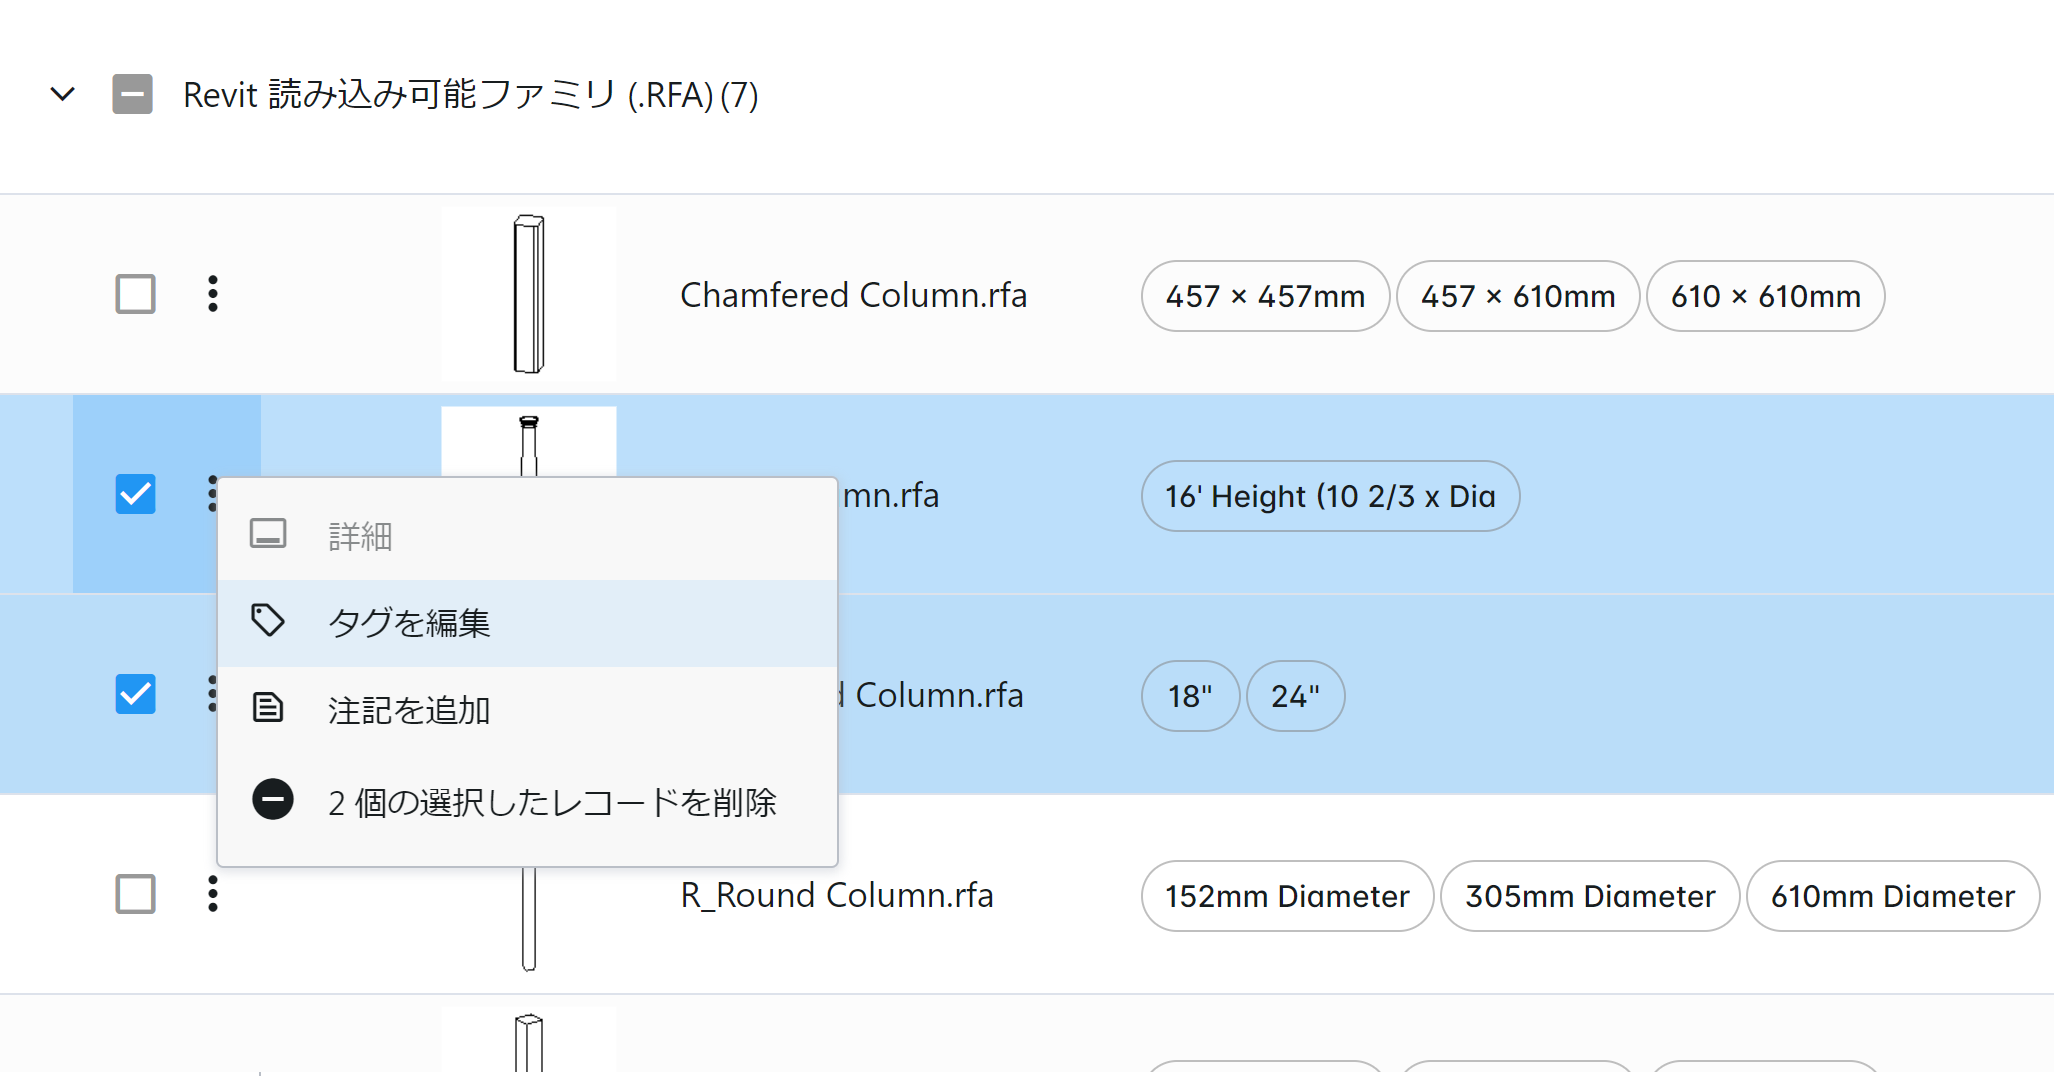 Revit 読み込み可能ファミリ (.RFA) (7)
Chamfered Column.rfa 457 × 457mm 457 × 610mm 610 × 610mm
mn.rfa 16' Height (10 2/3 x Dia
詳細
タグを編集
Column.rfa 18" 24"
注記を追加
2 個の選択したレコードを削除
R_Round Column.rfa 152mm Diameter 305mm Diameter 610mm Diameter